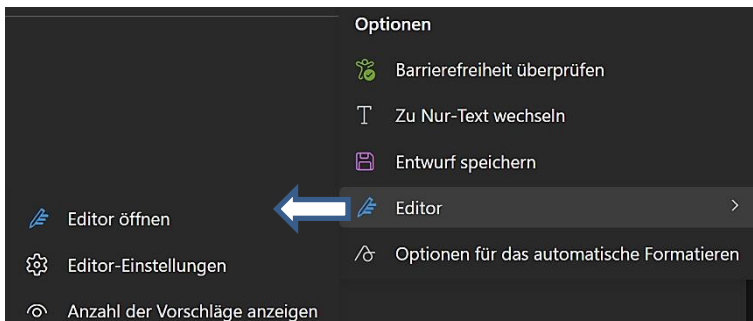 Optionen
Barrierefreiheit überprüfen
Zu Nur-Text wechseln
Entwurf speichern
Editor
Optionen für das automatische Formatieren
Editor öffnen
Editor-Einstellungen
Anzahl der Vorschläge anzeigen